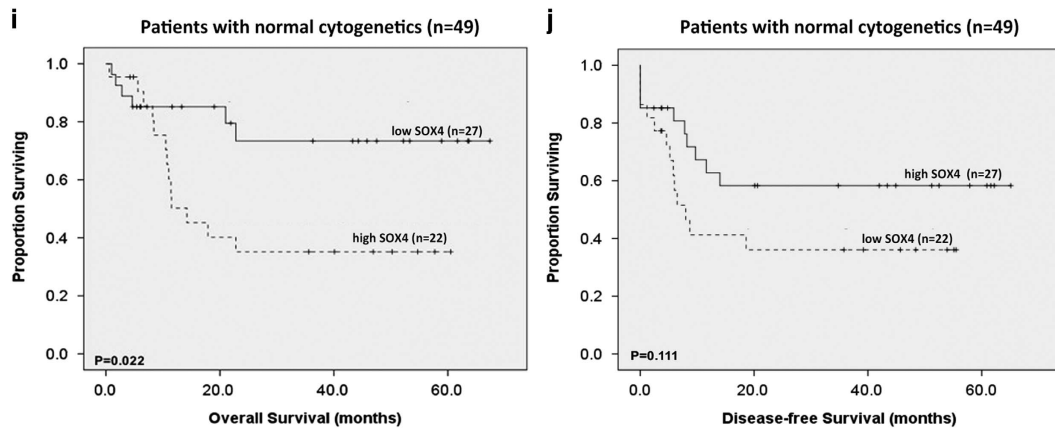 i
Patients with normal cytogenetics (n=49)
1.0
0.8
0.6
0.4
0.2
0.0
Proportion Surviving
low SOX4 (n=27)
high SOX4 (n=22)
P=0.022
0.0 20.0 40.0 60.0
Overall Survival (months)
j
Patients with normal cytogenetics (n=49)
1.0
0.8
0.6
0.4
0.2
0.0
Proportion Surviving
high SOX4 (n=27)
low SOX4 (n=22)
P=0.111
0.0 20.0 40.0 60.0
Disease-free Survival (months)